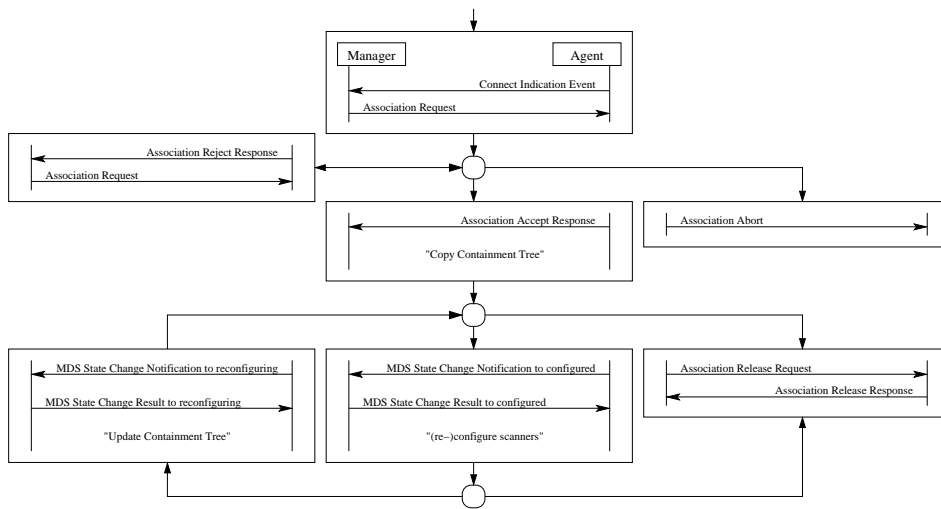 Manager
Agent
Connect Indication Event
Association Request
Association Reject Response
Association Request
Association Accept Response
"Copy Containment Tree"
Association Abort
MDS State Change Notification to reconfiguring
MDS State Change Result to reconfiguring
"Update Containment Tree"
MDS State Change Notification to configured
MDS State Change Result to configured
"(re−)configure scanners"
Association Release Request
Association Release Response